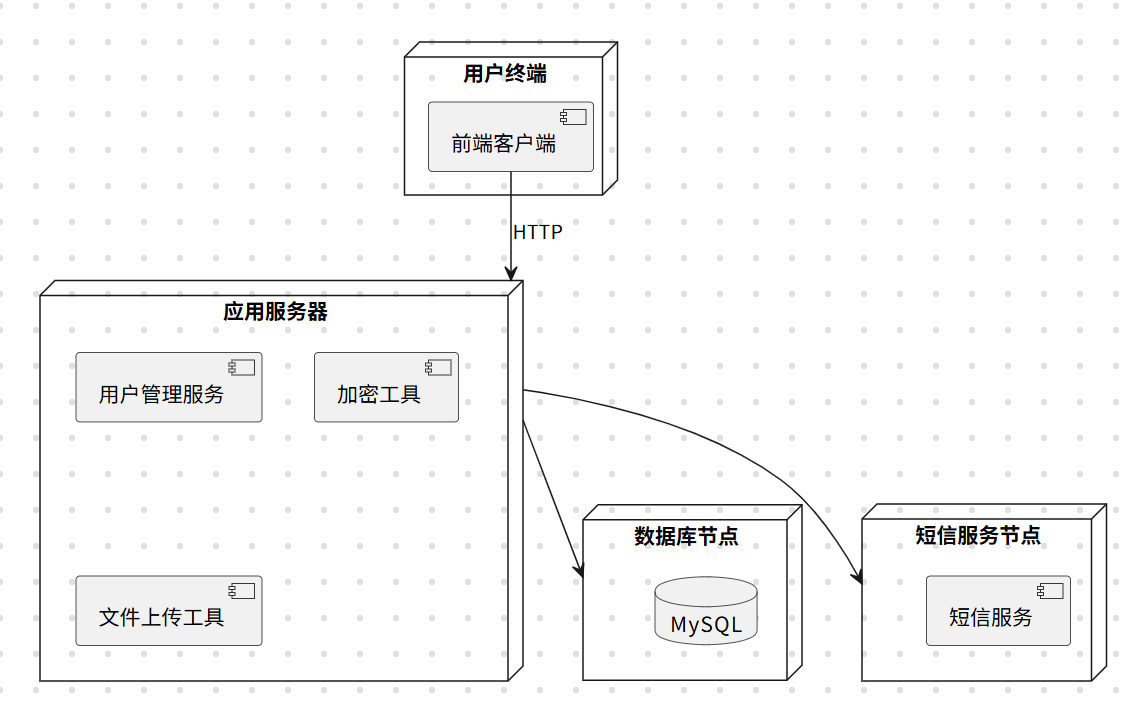 用户终端
前端客户端
HTTP
应用服务器
用户管理服务
加密工具
文件上传工具
数据库节点
MySQL
短信服务节点
短信服务